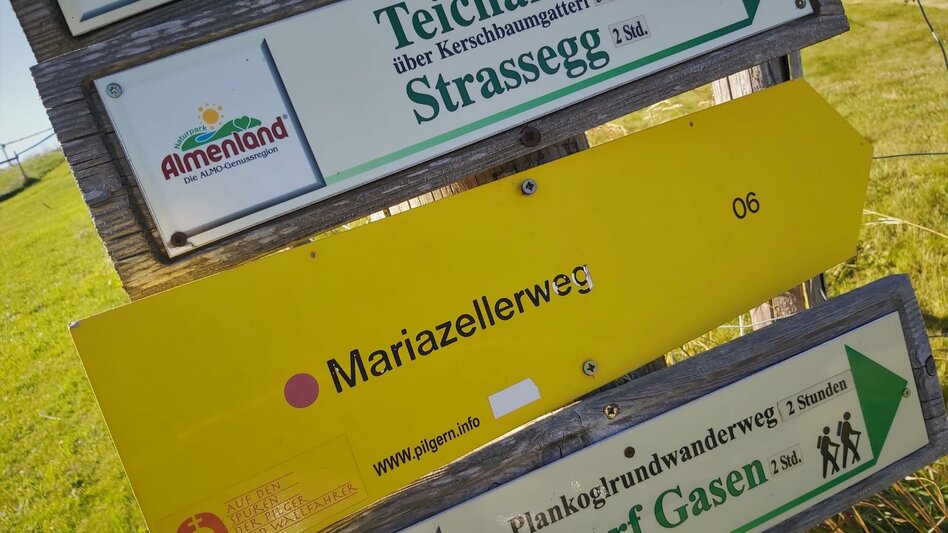 über Kerschbaumgatterl
Strassegg 2 Std.
Naturpark
Almenland®
Die ALMO-Genussregion
06
Mariazellerweg
www.pilgern.info
AUF DEN
SPUREN
DER PILGER
WALLFAHRER
Plankoglrundwanderweg 2 Stunden
Gasen 2 Std.